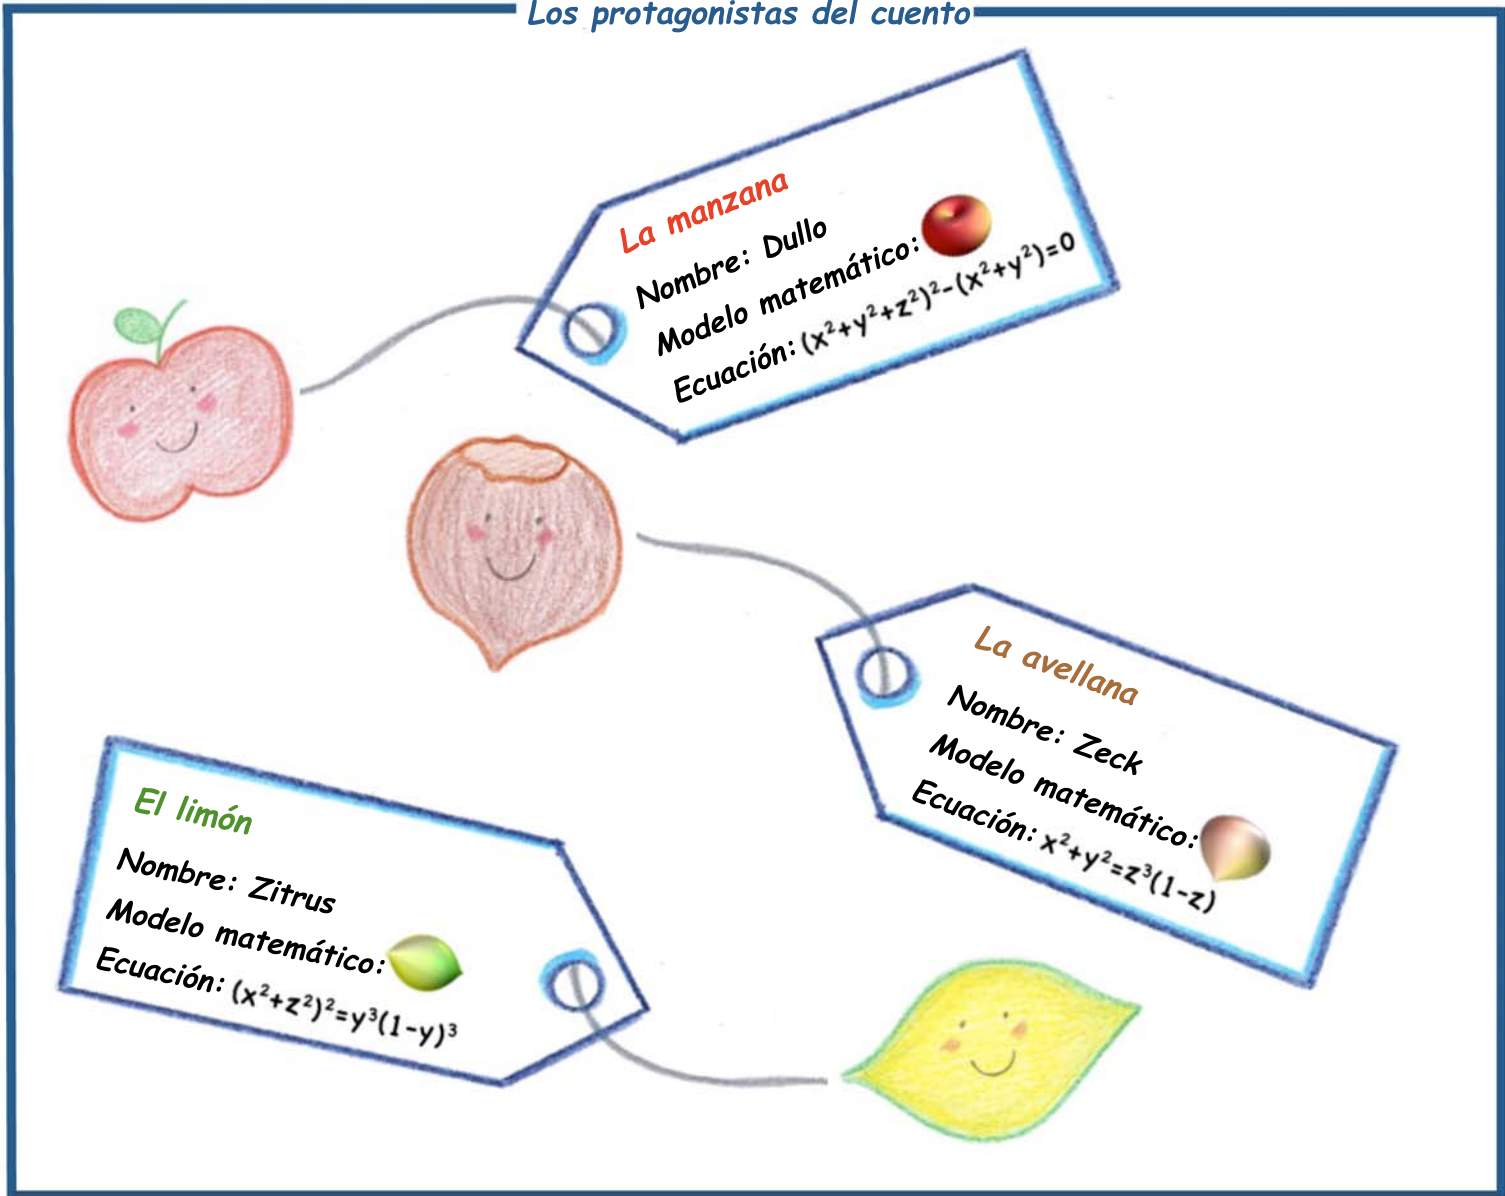 Los protagonistas del cuento
La manzana
Nombre: Dullo
Modelo matemático:
Ecuación: (x²+y²+z²)²-(x²+y²)=0
La avellana
Nombre: Zeck
Modelo matemático:
Ecuación: x²+y²=z³(1-z)
El limón
Nombre: Zitrus
Modelo matemático:
Ecuación: (x²+z²)²=y³(1-y)³